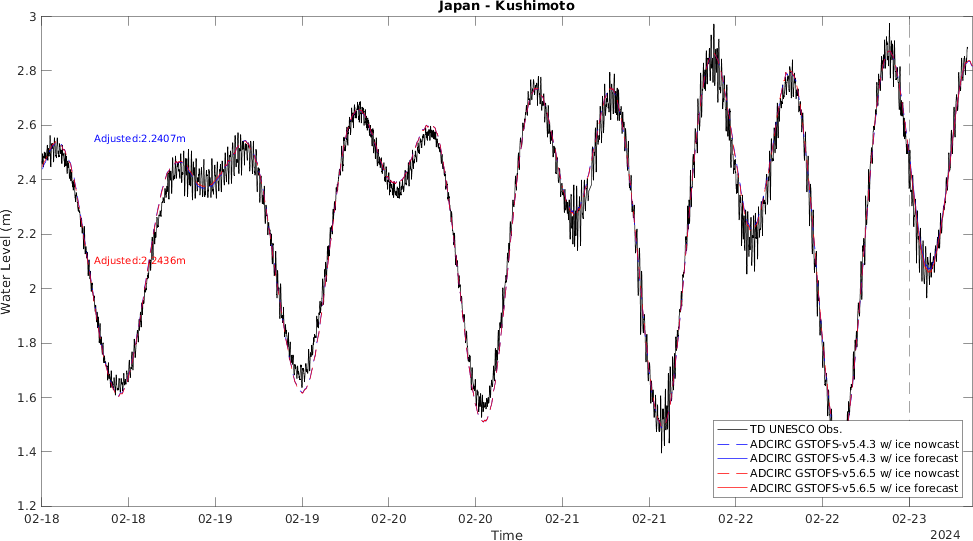 Japan - Kushimoto
3
2.8
2.6
2.4
2.2
2
1.8
1.6
1.4
1.2
Water Level (m)
Adjusted:2.2407m
Adjusted:2.2436m
TD UNESCO Obs.
ADCIRC GSTOFS-v5.4.3 w/ ice nowcast
ADCIRC GSTOFS-v5.4.3 w/ ice forecast
ADCIRC GSTOFS-v5.6.5 w/ ice nowcast
ADCIRC GSTOFS-v5.6.5 w/ ice forecast
02-18 02-18 02-19 02-19 02-20 02-20 02-21 02-21 02-22 02-22 02-23
Time
2024